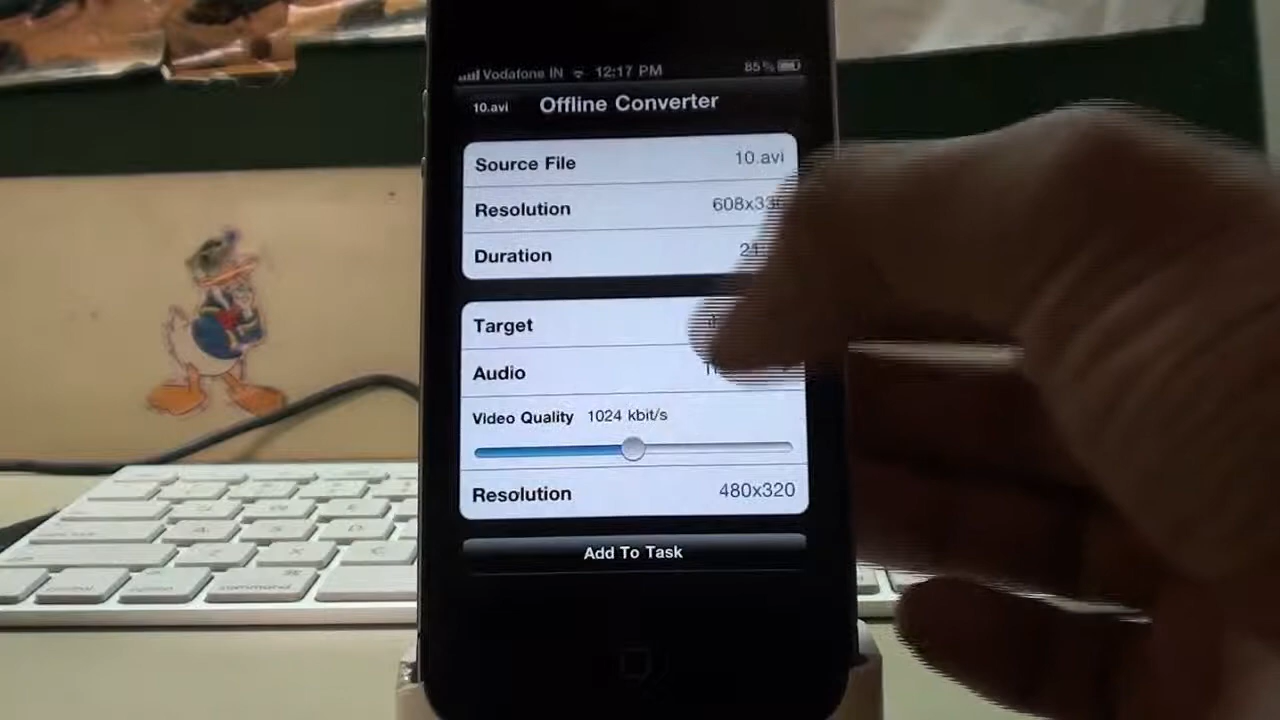 Vodafone IN 12:17 PM 85%
10.avi Offline Converter
Source File 10.avi
Resolution
Duration
Target
Audio
Video Quality 1024 kbit/s
Resolution 480x320
Add To Task
command